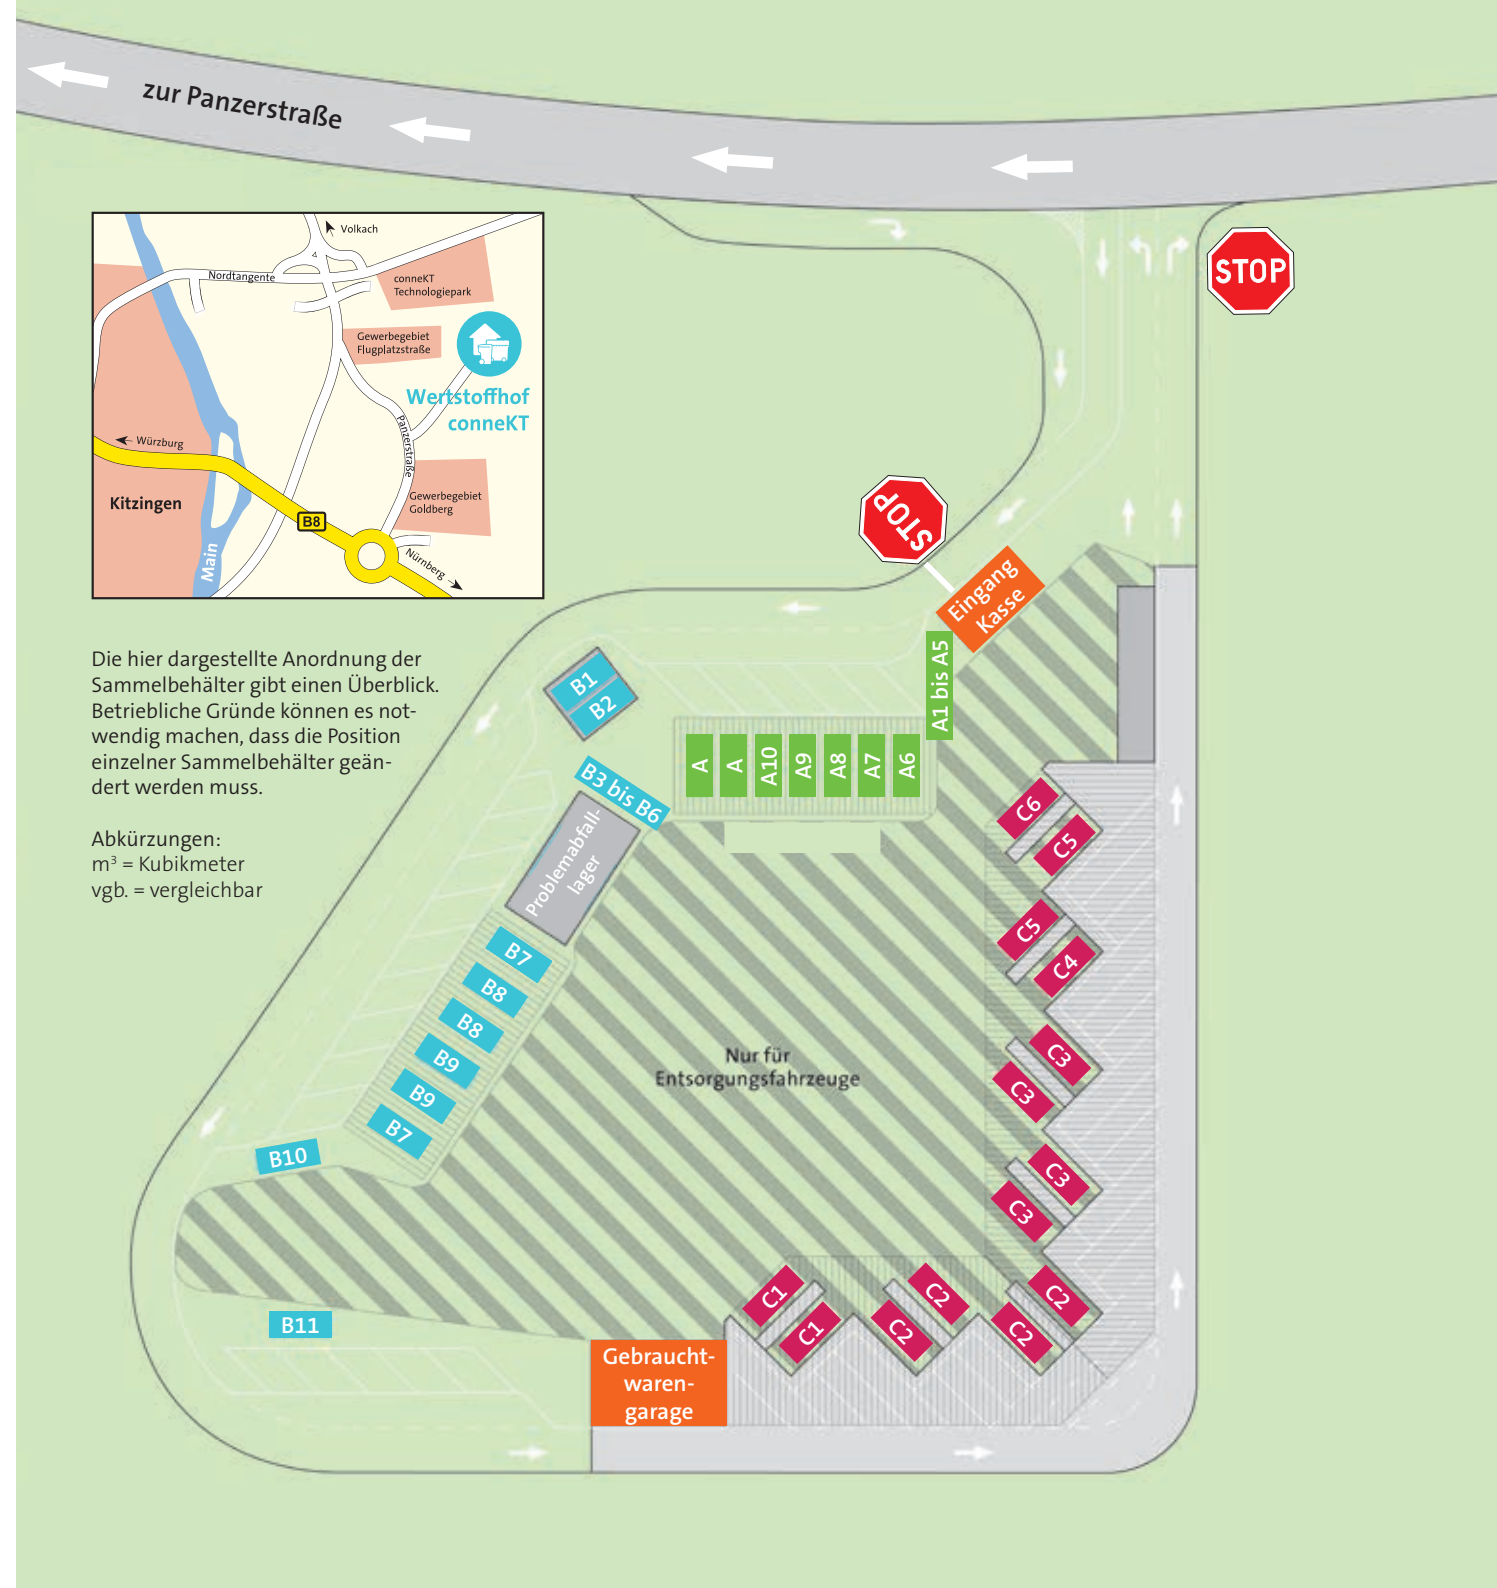 zur Panzerstraße
STOP
Volkach
Nordtangente
conneKT
Technologiepark
Gewerbegebiet
Flugplatzstraße
Wertstoffhof
conneKT
Panzerstraße
Würzburg
Kitzingen
B8
Main
Gewerbegebiet
Goldberg
Nürnberg
STOP
Eingang
Kasse
Die hier dargestellte Anordnung der
Sammelbehälter gibt einen Überblick.
Betriebliche Gründe können es not-
wendig machen, dass die Position
einzelner Sammelbehälter geän-
dert werden muss.
Abkürzungen:
m³ = Kubikmeter
vgb. = vergleichbar
A1 bis A5
B1
B2
A
A
A10
A9
A8
A7
A6
B3 bis B6
Problemabfall-
lager
C6
C5
C5
C4
B7
B8
B8
B9
B9
B7
Nur für
Entsorgungsfahrzeuge
C3
C3
C3
C3
B10
B11
C1
C1
C2
C2
C2
C2
Gebraucht-
waren-
garage